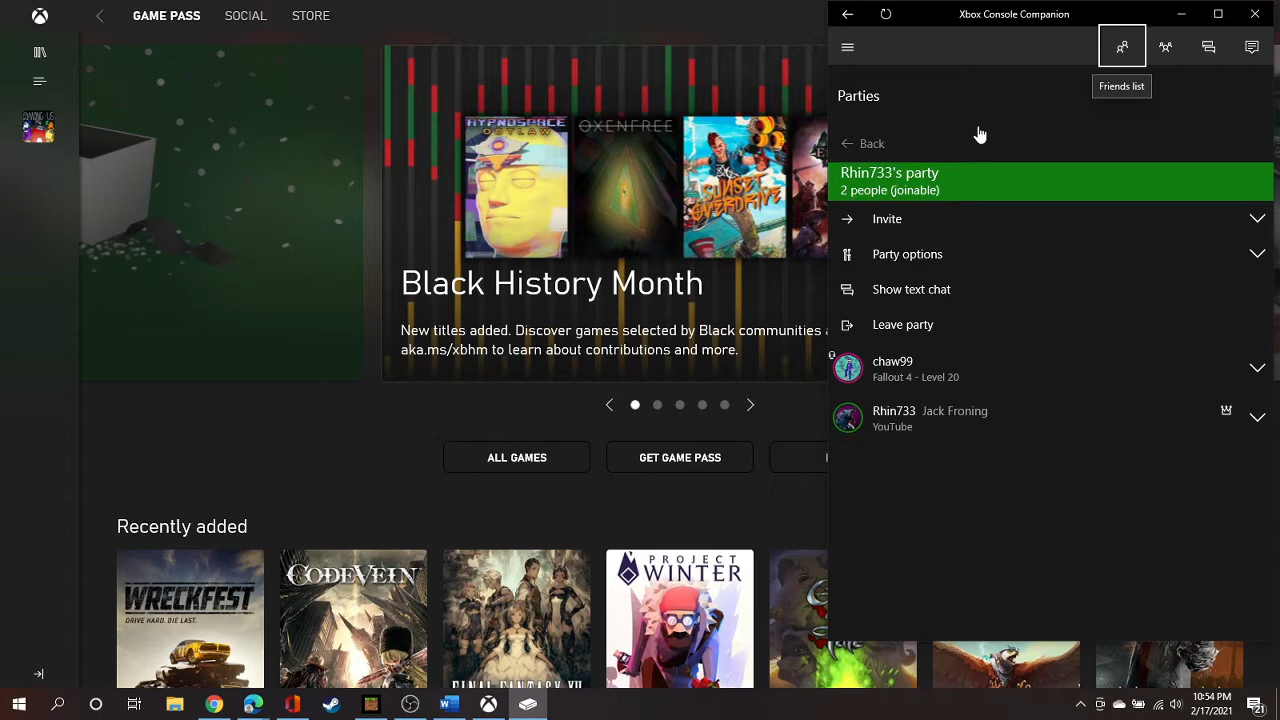 GAME PASS
SOCIAL
STORE
Xbox Console Companion
Friends list
Parties
Back
Rhin733's party
2 people (joinable)
Invite
Party options
Show text chat
Leave party
chaw99
Fallout 4 - Level 20
Rhin733 Jack Froning
YouTube
AMONG US
HYPNOSPACE
OUTLAW
OXENFREE
SUNSET
OVERDRIVE
Black History Month
New titles added. Discover games selected by Black communities
aka.ms/xbhm to learn about contributions and more.
ALL GAMES
GET GAME PASS
Recently added
WRECKFEST
DRIVE HARD. DIE LAST.
CODE VEIN
FINAL FANTASY XII
PROJECT
WINTER
10:54 PM
2/17/2021
21